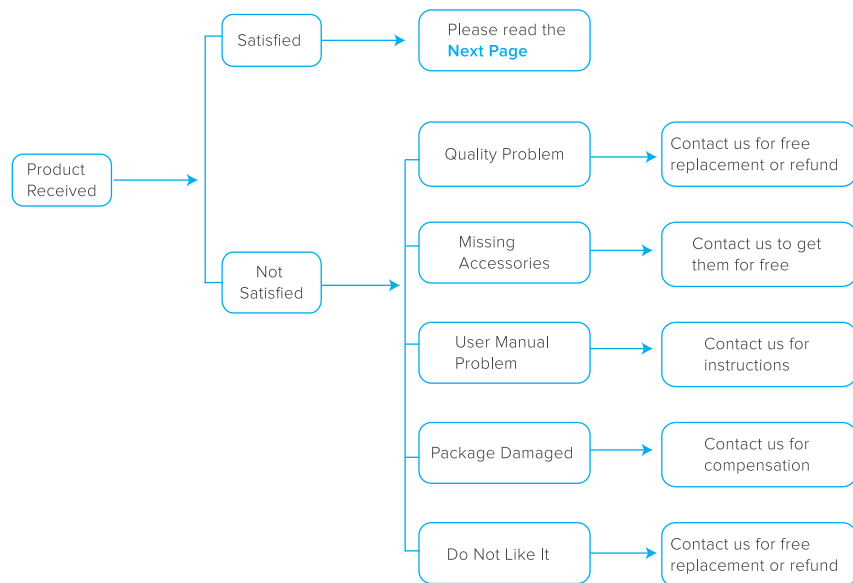 Product
Received
Satisfied
Please read the
Next Page
Not
Satisfied
Quality Problem
Contact us for free
replacement or refund
Missing
Accessories
Contact us to get
them for free
User Manual
Problem
Contact us for
instructions
Package Damaged
Contact us for
compensation
Do Not Like It
Contact us for free
replacement or refund